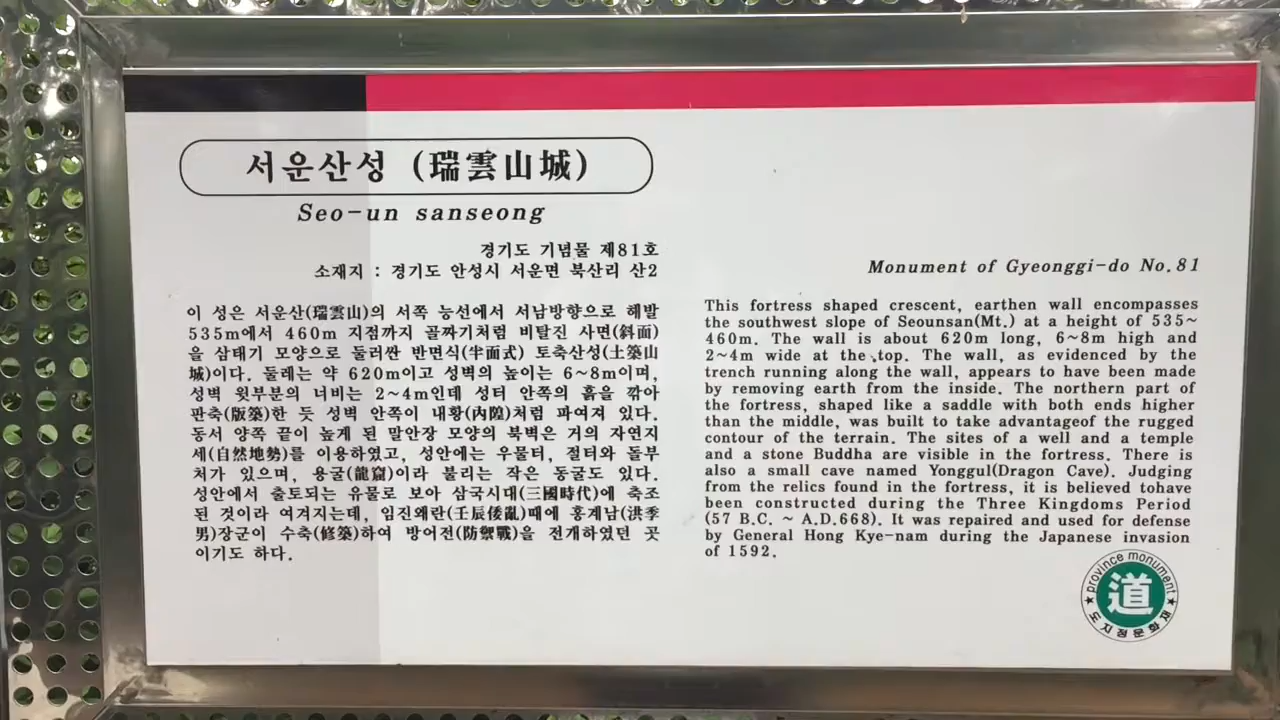 서운산성 (瑞雲山城)
Seo-un sanseong
경기도 기념물 제81호
소재지 : 경기도 안성시 서운면 북산리 산2
이 성은 서운산(瑞雲山)의 서쪽 능선에서 서남방향으로 해발
535m에서 460m 지점까지 골짜기처럼 비탈진 사면(斜面)
을 삼태기 모양으로 둘러싼 반면식(半面式) 토축산성(土築山
城)이다. 둘레는 약 620m이고 성벽의 높이는 6~8m이며,
성벽 윗부분의 너비는 2~4m인데 성터 안쪽의 흙을 깎아
판축(版築)한 듯 성벽 안쪽이 내황(內隍)처럼 파여져 있다.
동서 양쪽 끝이 높게 된 말안장 모양의 북벽은 거의 자연지
세(自然地勢)를 이용하였고, 성안에는 우물터, 절터와 돌부
처가 있으며, 용굴(龍窟)이라 불리는 작은 동굴도 있다.
성안에서 출토되는 유물로 보아 삼국시대(三國時代)에 축조
된 것이라 여겨지는데, 임진왜란(壬辰倭亂)때에 홍계남(洪季
男)장군이 수축(修築)하여 방어전(防禦戰)을 전개하였던 곳
이기도 하다.
Monument of Gyeonggi-do No.81
This fortress shaped crescent, earthen wall encompasses
the southwest slope of Seounsan(Mt.) at a height of 535~
460m. The wall is about 620m long, 6~8m high and
2~4m wide at the top. The wall, as evidenced by the
trench running along the wall, appears to have been made
by removing earth from the inside. The northern part of
the fortress, shaped like a saddle with both ends higher
than the middle, was built to take advantageof the rugged
contour of the terrain. The sites of a well and a temple
and a stone Buddha are visible in the fortress. There is
also a small cave named Yonggul(Dragon Cave). Judging
from the relics found in the fortress, it is believed tohave
been constructed during the Three Kingdoms Period
(57 B.C. ~ A.D.668). It was repaired and used for defense
by General Hong Kye-nam during the Japanese invasion
of 1592.
province monument
道
★ 도지정문화재 ★